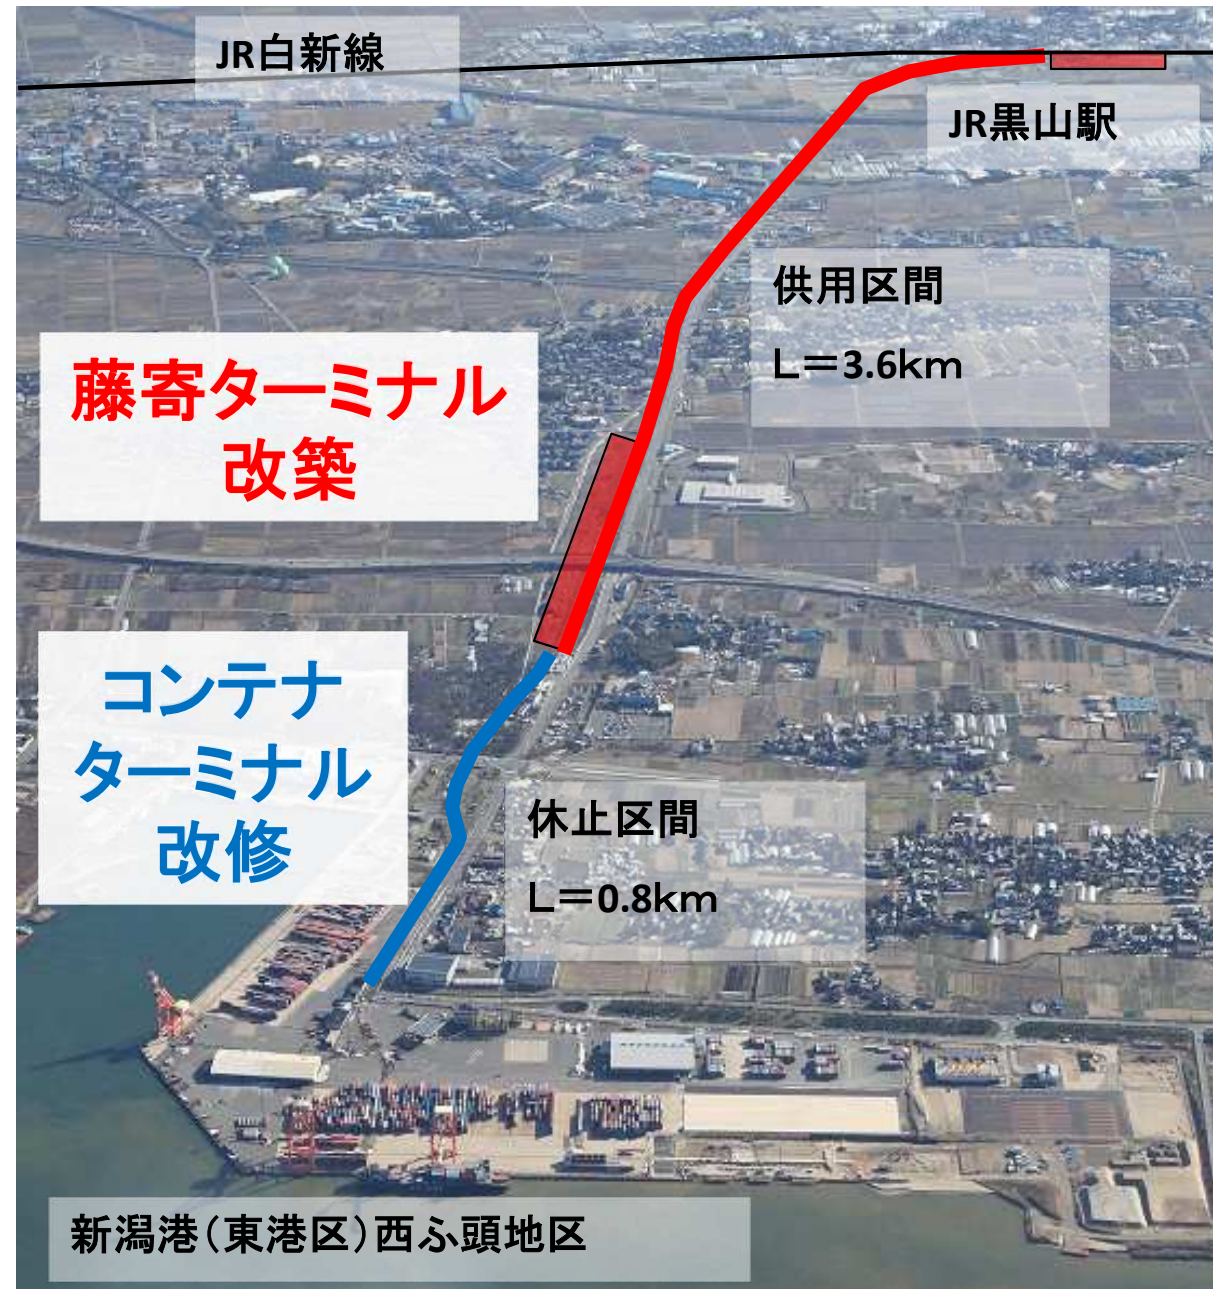 JR白新線
JR黒山駅
供用区間
L=3.6km
藤寄ターミナル
改築
コンテナ
ターミナル
改修
休止区間
L=0.8km
新潟港(東港区)西ふ頭地区